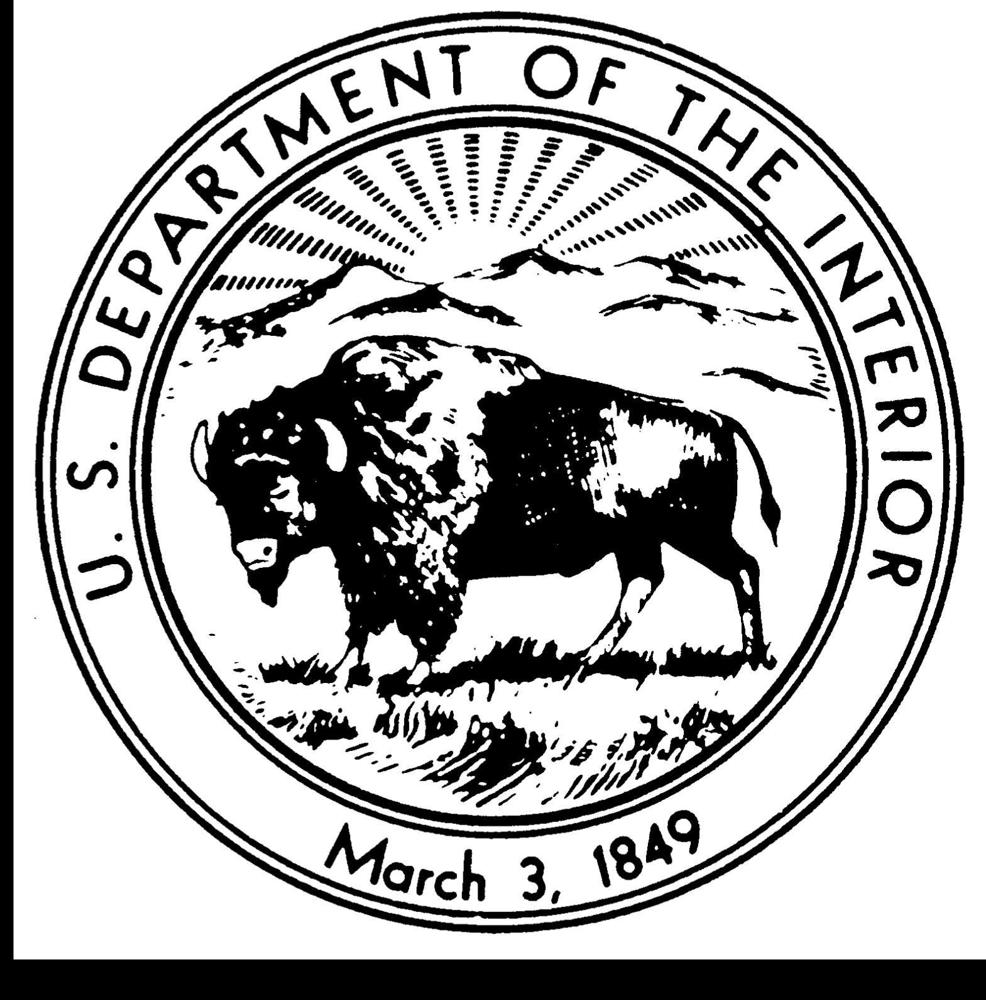 U. S. DEPARTMENT OF THE INTERIOR
March 3, 1849